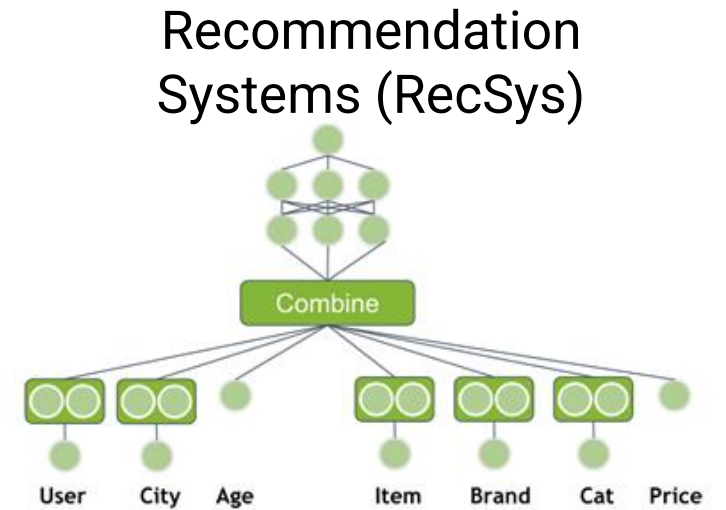 Recommendation
Systems (RecSys)
Combine
User City Age Item Brand Cat Price